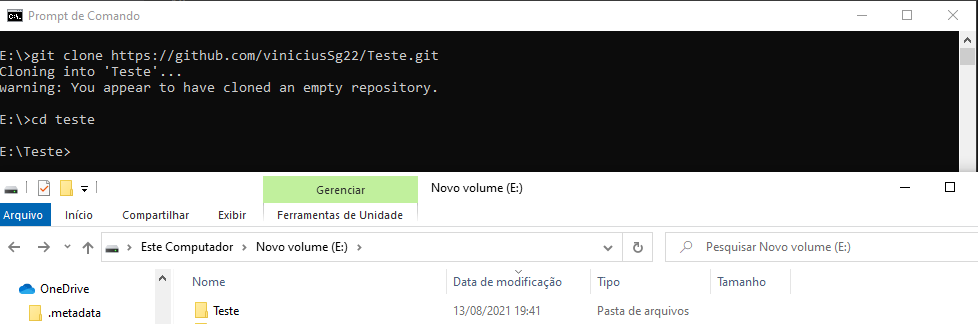 Prompt de Comando
E:\>git clone https://github.com/viniciusSg22/Teste.git
Cloning into 'Teste'...
warning: You appear to have cloned an empty repository.
E:\>cd teste
E:\Teste>
Gerenciar
Novo volume (E:)
Arquivo Início Compartilhar Exibir Ferramentas de Unidade
Este Computador Novo volume (E:) Pesquisar Novo volume (E:)
OneDrive
.metadata
Nome Data de modificação Tipo Tamanho
Teste 13/08/2021 19:41 Pasta de arquivos